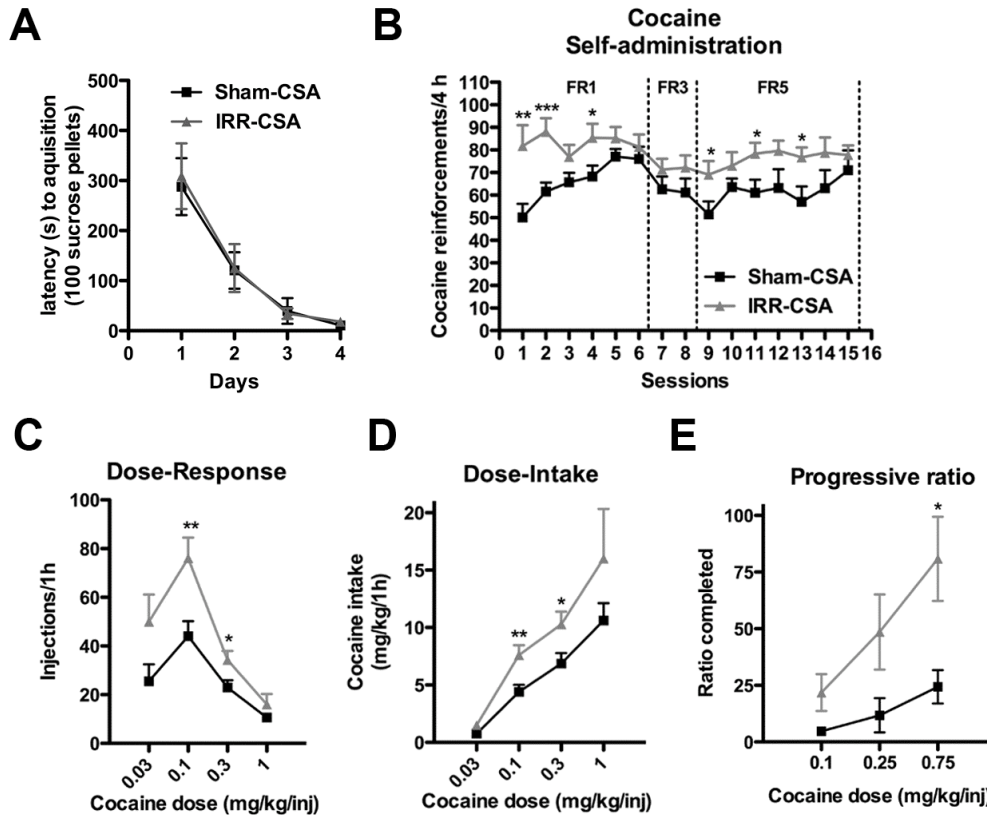 A
latency (s) to aquisition
(100 sucrose pellets)
500
400
300
200
100
0
Sham-CSA
IRR-CSA
0 1 2 3 4
Days
B
Cocaine
Self-administration
Cocaine reinforcements/4 h
110
100
90
80
70
60
50
40
30
20
10
0
FR1 FR3 FR5
** *** * * * *
Sham-CSA
IRR-CSA
0 1 2 3 4 5 6 7 8 9 10 11 12 13 14 15 16
Sessions
C
Dose-Response
Injections/1h
100
80
60
40
20
0
**
*
0.03 0.1 0.3 1
Cocaine dose (mg/kg/inj)
D
Dose-Intake
Cocaine intake
(mg/kg/1h)
20
15
10
5
0
**
*
0.03 0.1 0.3 1
Cocaine dose (mg/kg/inj)
E
Progressive ratio
Ratio completed
100
75
50
25
0
*
0.1 0.25 0.75
Cocaine dose (mg/kg/inj)